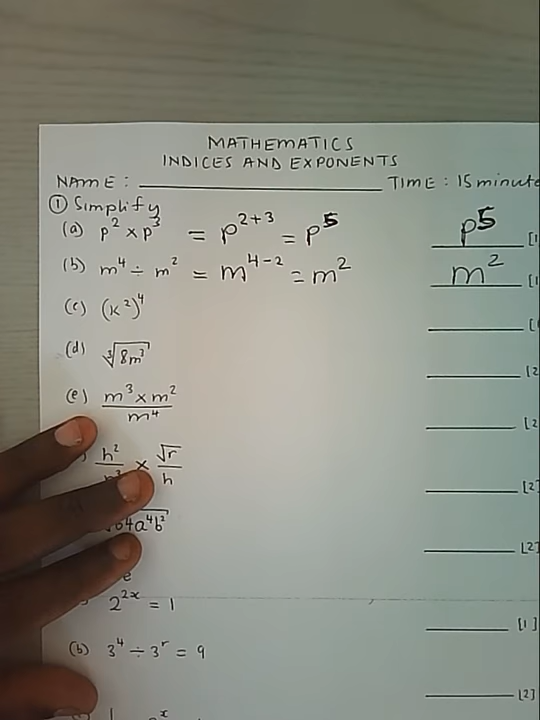 MATHEMATICS
INDICES AND EXPONENTS
NAME : ____________ TIME : 15 minute
① Simplify
(a) p² × p³ = p²⁺³ = p⁵ p⁵ [1
(b) m⁴ ÷ m² = m⁴⁻² = m² m² [1
(c) (k²)⁴ [1
(d) ∛8m³ [2
(e) m³ × m² / m⁴ [2
h² × √r / h [2]
64a⁴b² [2]
e
2²ˣ = 1 [1]
(b) 3⁴ ÷ 3ʳ = 9 [2]